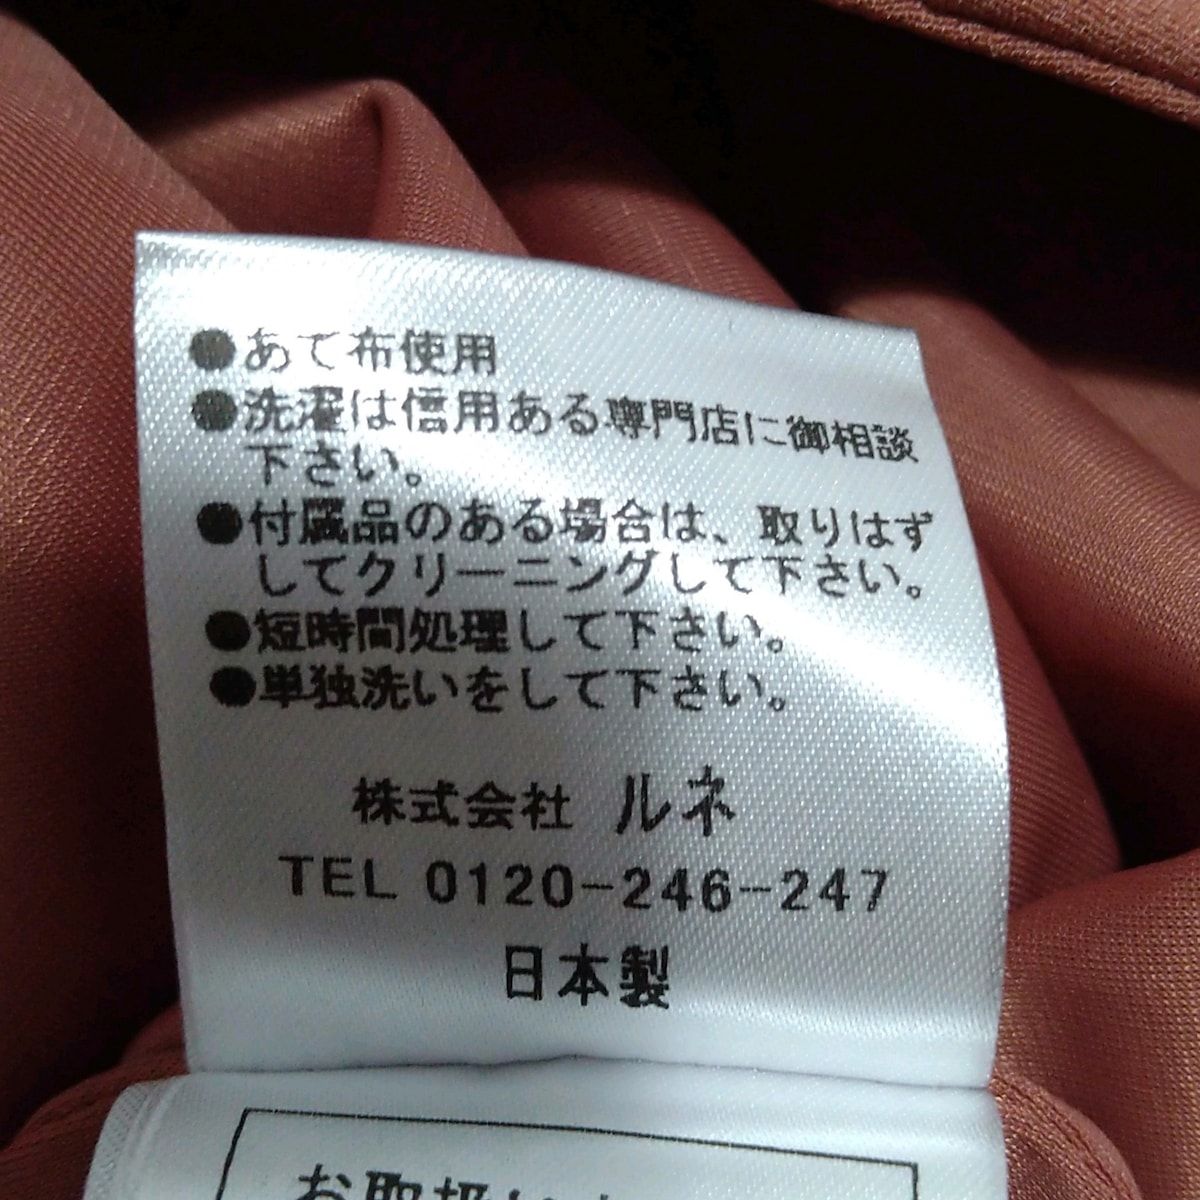 ●あて布使用
●洗濯は信用ある専門店に御相談
下さい。
●付属品のある場合は、取りはず
してクリーニングして下さい。
●短時間処理して下さい。
●単独洗いをして下さい。
株式会社 ルネ
TEL 0120-246-247
日本製
お取扱い